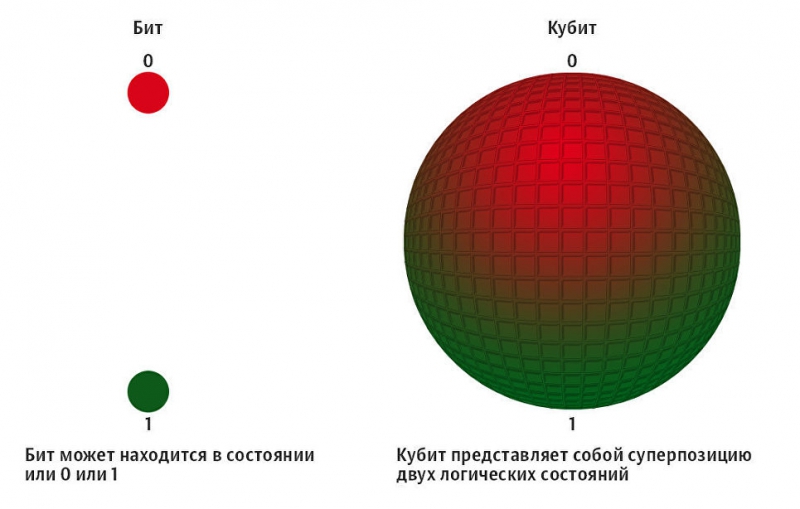 Бит
0
1
Бит может находится в состоянии
или 0 или 1
Кубит
0
1
Кубит представляет собой суперпозицию
двух логических состояний